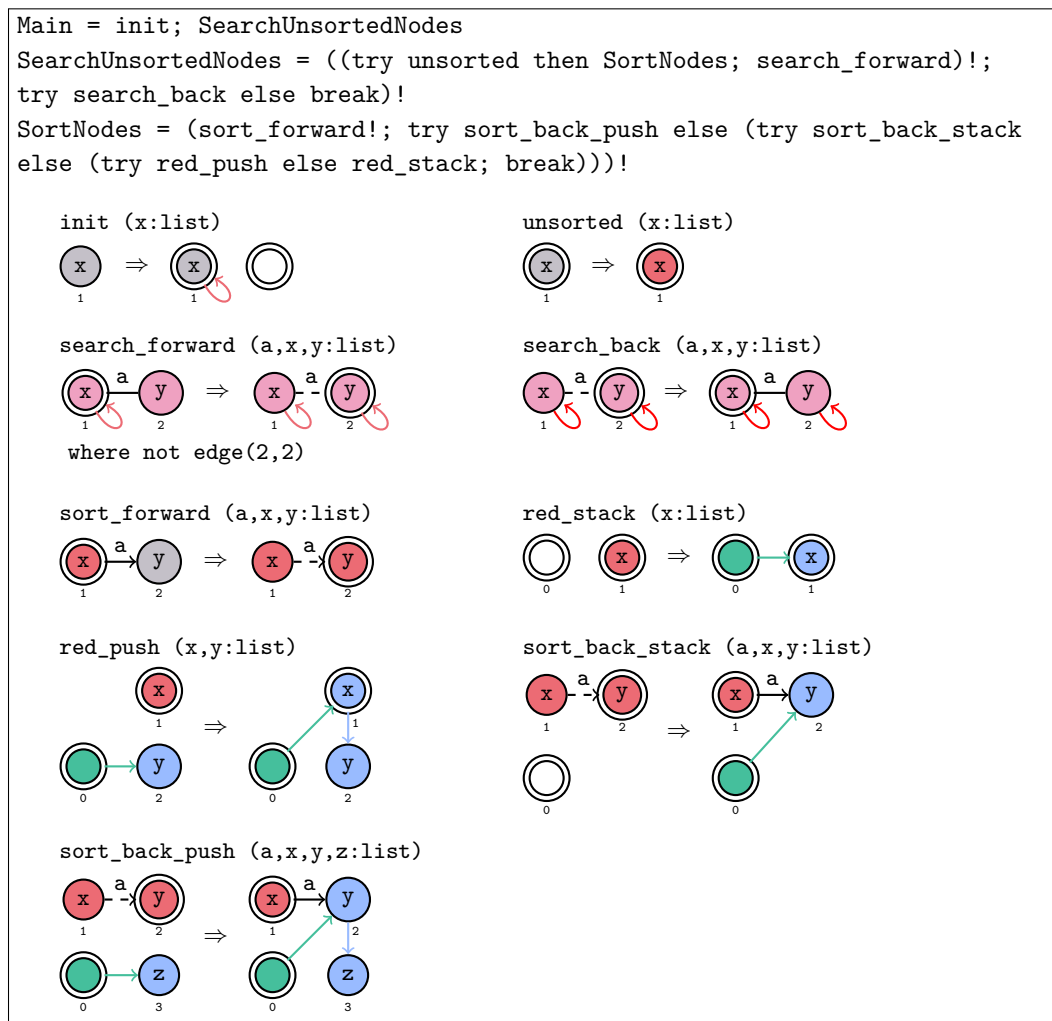 Main = init; SearchUnsortedNodes
SearchUnsortedNodes = ((try unsorted then SortNodes; search_forward)!;
try search_back else break)!
SortNodes = (sort_forward!; try sort_back_push else (try sort_back_stack
else (try red_push else red_stack; break)))!
init (x:list)
x ⇒ x
1 1
unsorted (x:list)
x ⇒ x
1 1
search_forward (a,x,y:list)
x a y ⇒ x a y
1 2 1 2
where not edge(2,2)
search_back (a,x,y:list)
x a y ⇒ x a y
1 2 1 2
sort_forward (a,x,y:list)
x a y ⇒ x a y
1 2 1 2
red_stack (x:list)
x ⇒ x
0 1 0 1
red_push (x,y:list)
x x
1 ⇒ 1
y y
0 2 0 2
sort_back_stack (a,x,y:list)
x a y x a y
1 2 ⇒ 1 2
0 0
sort_back_push (a,x,y,z:list)
x a y x a y
1 2 ⇒ 1 2
z z
0 3 0 3